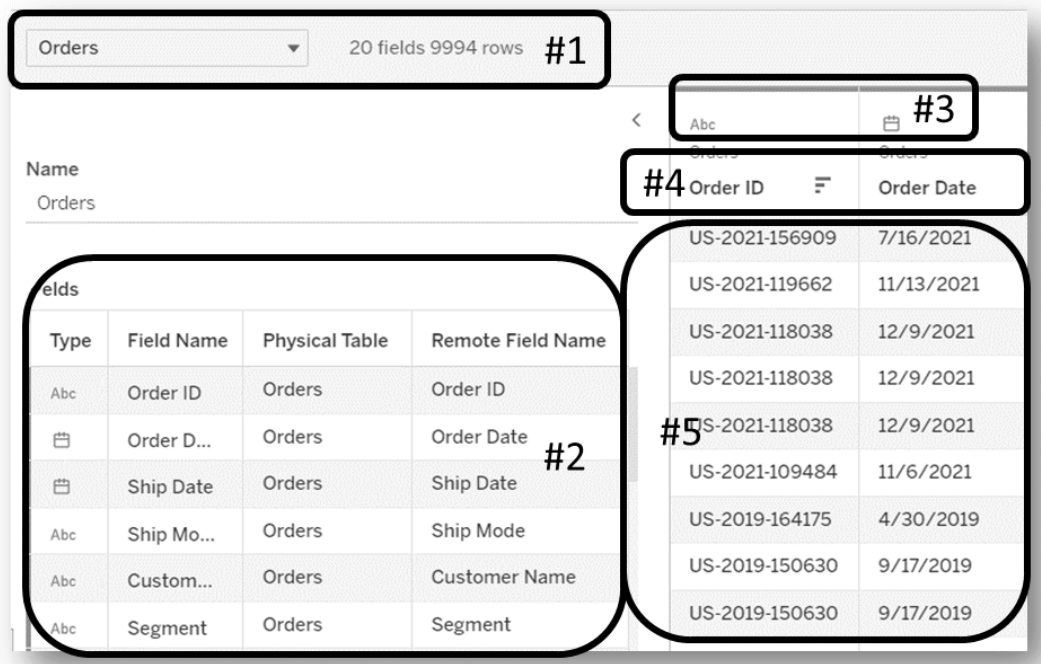 Orders 20 fields 9994 rows #1
Abc #3
Orders Orders
Name
#4 Order ID Order Date
Orders
US-2021-156909 7/16/2021
US-2021-119662 11/13/2021
elds
US-2021-118038 12/9/2021
Type Field Name Physical Table Remote Field Name
US-2021-118038 12/9/2021
Abc Order ID Orders Order ID
#5 US-2021-118038 12/9/2021
Order D... Orders Order Date
#2
US-2021-109484 11/6/2021
Ship Date Orders Ship Date
US-2019-164175 4/30/2019
Abc Ship Mo... Orders Ship Mode
US-2019-150630 9/17/2019
Abc Custom... Orders Customer Name
US-2019-150630 9/17/2019
Abc Segment Orders Segment